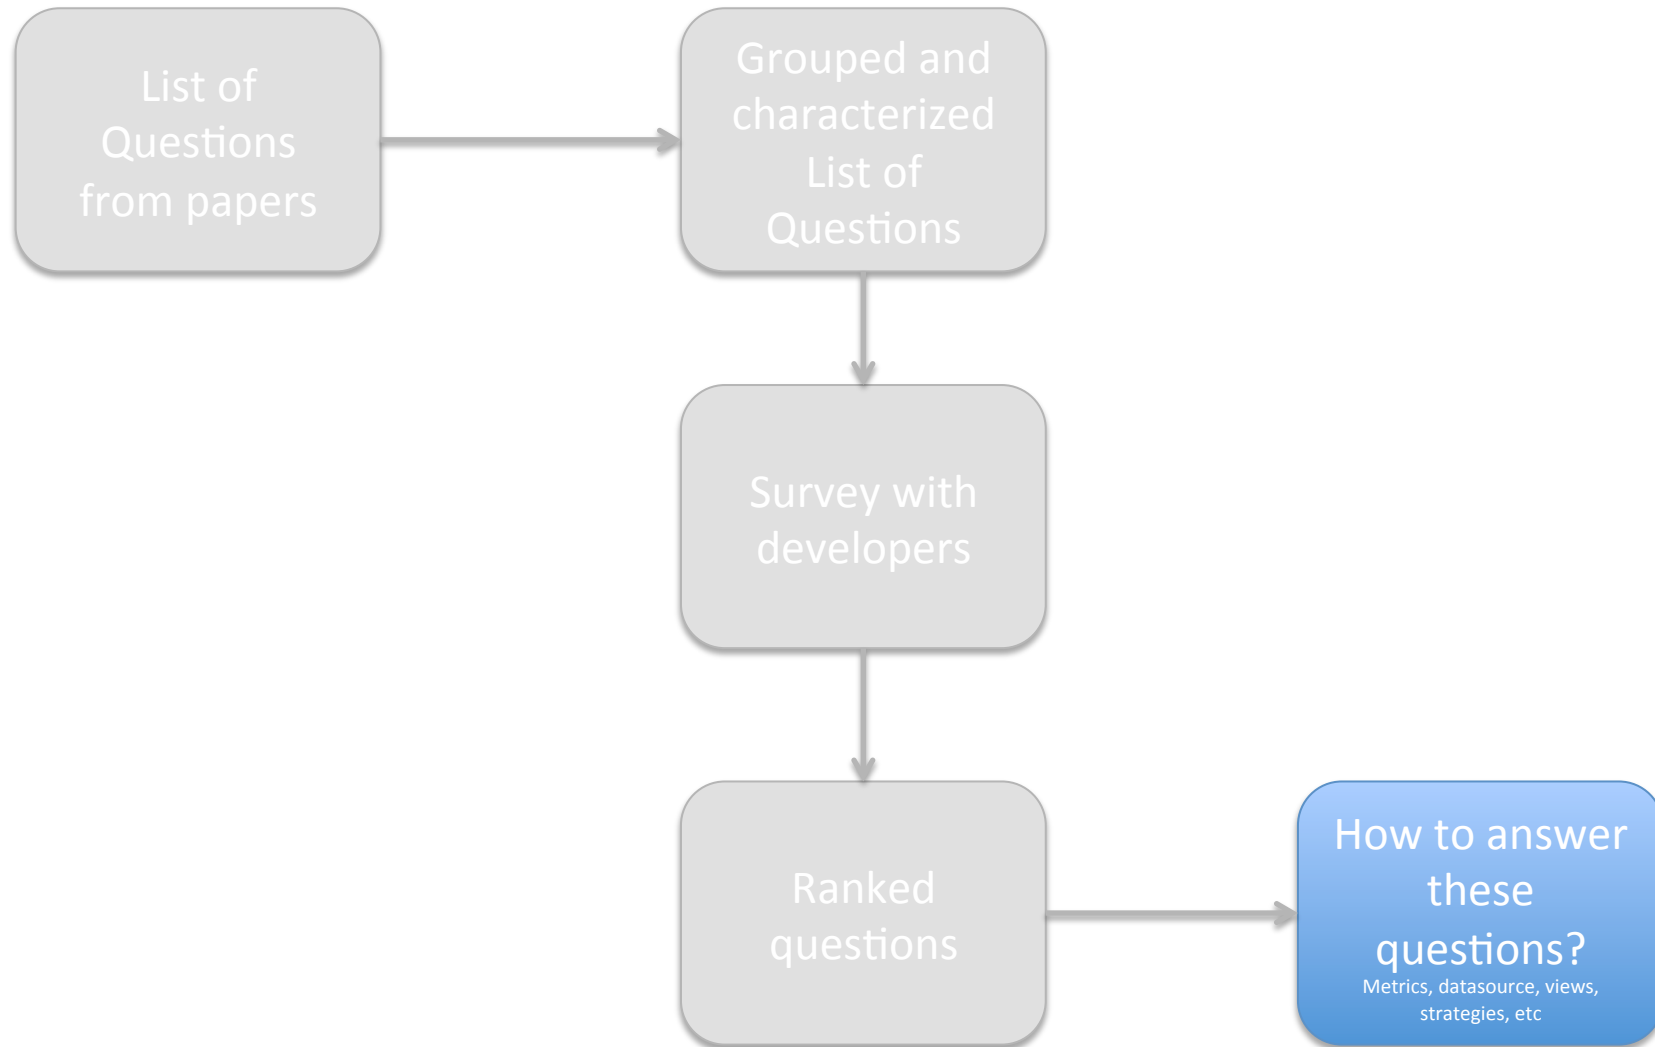 List of
Questions
from papers
Grouped and
characterized
List of
Questions
Survey with
developers
Ranked
questions
How to answer
these
questions?
Metrics, datasource, views,
strategies, etc